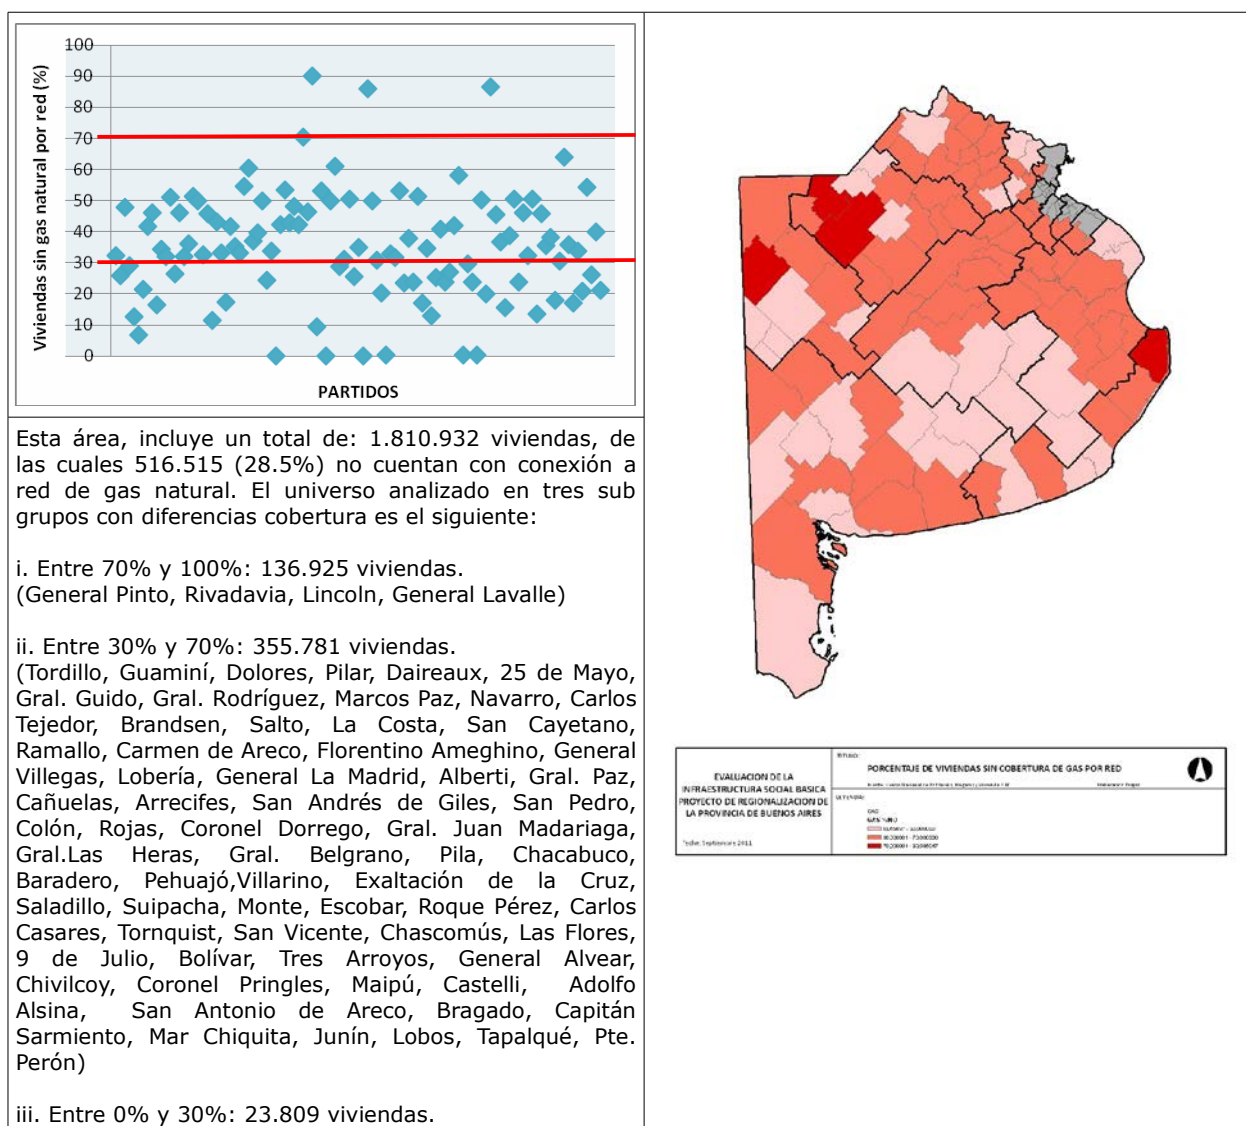 Viviendas sin gas natural por red (%)
100
90
80
70
60
50
40
30
20
10
0
PARTIDOS
Esta área, incluye un total de: 1.810.932 viviendas, de
las cuales 516.515 (28.5%) no cuentan con conexión a
red de gas natural. El universo analizado en tres sub
grupos con diferencias cobertura es el siguiente:
i. Entre 70% y 100%: 136.925 viviendas.
(General Pinto, Rivadavia, Lincoln, General Lavalle)
ii. Entre 30% y 70%: 355.781 viviendas.
(Tordillo, Guaminí, Dolores, Pilar, Daireaux, 25 de Mayo,
Gral. Guido, Gral. Rodríguez, Marcos Paz, Navarro, Carlos
Tejedor, Brandsen, Salto, La Costa, San Cayetano,
Ramallo, Carmen de Areco, Florentino Ameghino, General
Villegas, Lobería, General La Madrid, Alberti, Gral. Paz,
Cañuelas, Arrecifes, San Andrés de Giles, San Pedro,
Colón, Rojas, Coronel Dorrego, Gral. Juan Madariaga,
Gral.Las Heras, Gral. Belgrano, Pila, Chacabuco,
Baradero, Pehuajó,Villarino, Exaltación de la Cruz,
Saladillo, Suipacha, Monte, Escobar, Roque Pérez, Carlos
Casares, Tornquist, San Vicente, Chascomús, Las Flores,
9 de Julio, Bolívar, Tres Arroyos, General Alvear,
Chivilcoy, Coronel Pringles, Maipú, Castelli, Adolfo
Alsina, San Antonio de Areco, Bragado, Capitán
Sarmiento, Mar Chiquita, Junín, Lobos, Tapalqué, Pte.
Perón)
iii. Entre 0% y 30%: 23.809 viviendas.
EVALUACION DE LA
INFRAESTRUCTURA SOCIAL BASICA
PROYECTO DE REGIONALIZACION DE
LA PROVINCIA DE BUENOS AIRES
Fecha: Septiembre 2011
PORCENTAJE DE VIVIENDAS SIN COBERTURA DE GAS POR RED